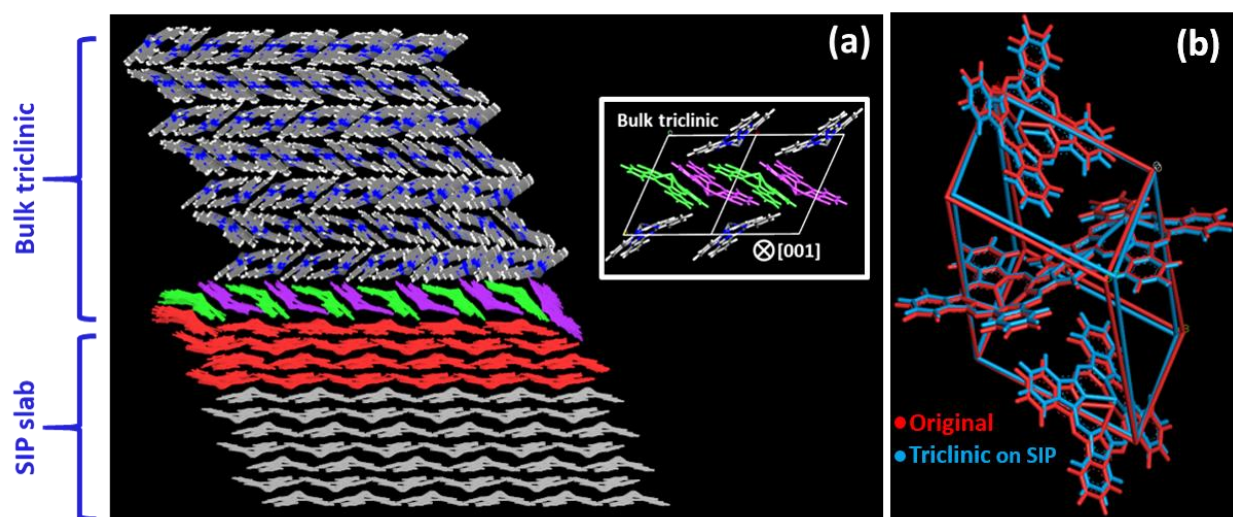 Bulk triclinic
SIP slab
(a)
Bulk triclinic
⊗[001]
(b)
Original
Triclinic on SIP